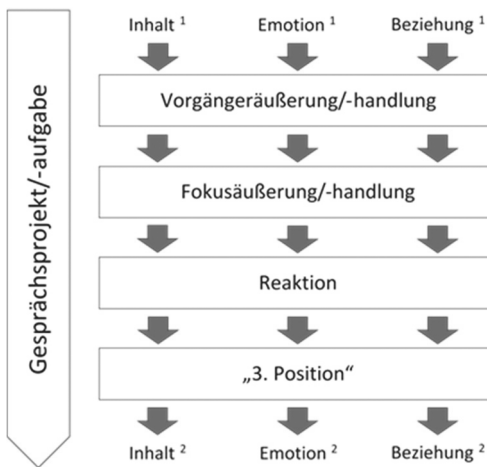 Gesprächsprojekt/-aufgabe
Inhalt ¹ Emotion ¹ Beziehung ¹
Vorgängeräußerung/-handlung
Fokusäußerung/-handlung
Reaktion
„3. Position“
Inhalt ² Emotion ² Beziehung ²